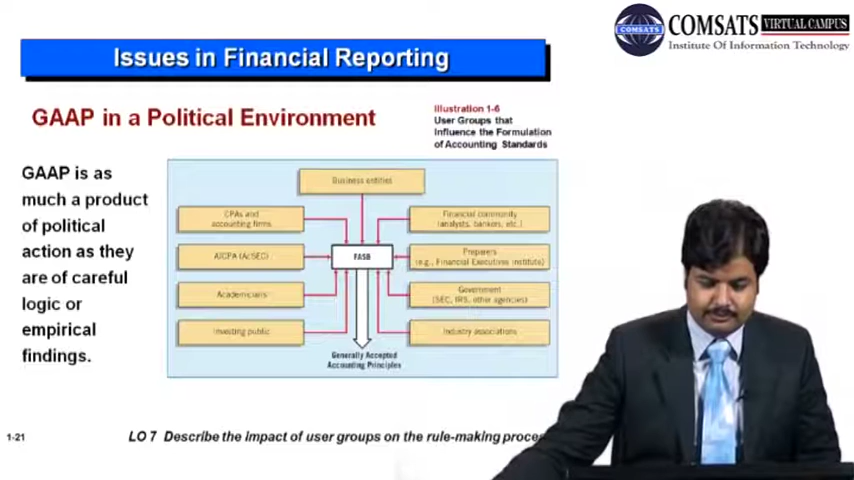 COMSATS
COMSATS VIRTUAL CAMPUS
Institute Of Information Technology
Issues in Financial Reporting
GAAP in a Political Environment
Illustration 1-6
User Groups that
Influence the Formulation
of Accounting Standards
GAAP is as
much a product
of political
action as they
are of careful
logic or
empirical
findings.
Business entities
CPAs and
accounting firms
Financial community
(analysts, bankers, etc.)
AICPA (AcSEC)
FASB
Preparers
(e.g., Financial Executives Institute)
Academicians
Government
(SEC, IRS, other agencies)
Investing public
Industry associations
Generally Accepted
Accounting Principles
1-21
LO 7 Describe the impact of user groups on the rule-making proce